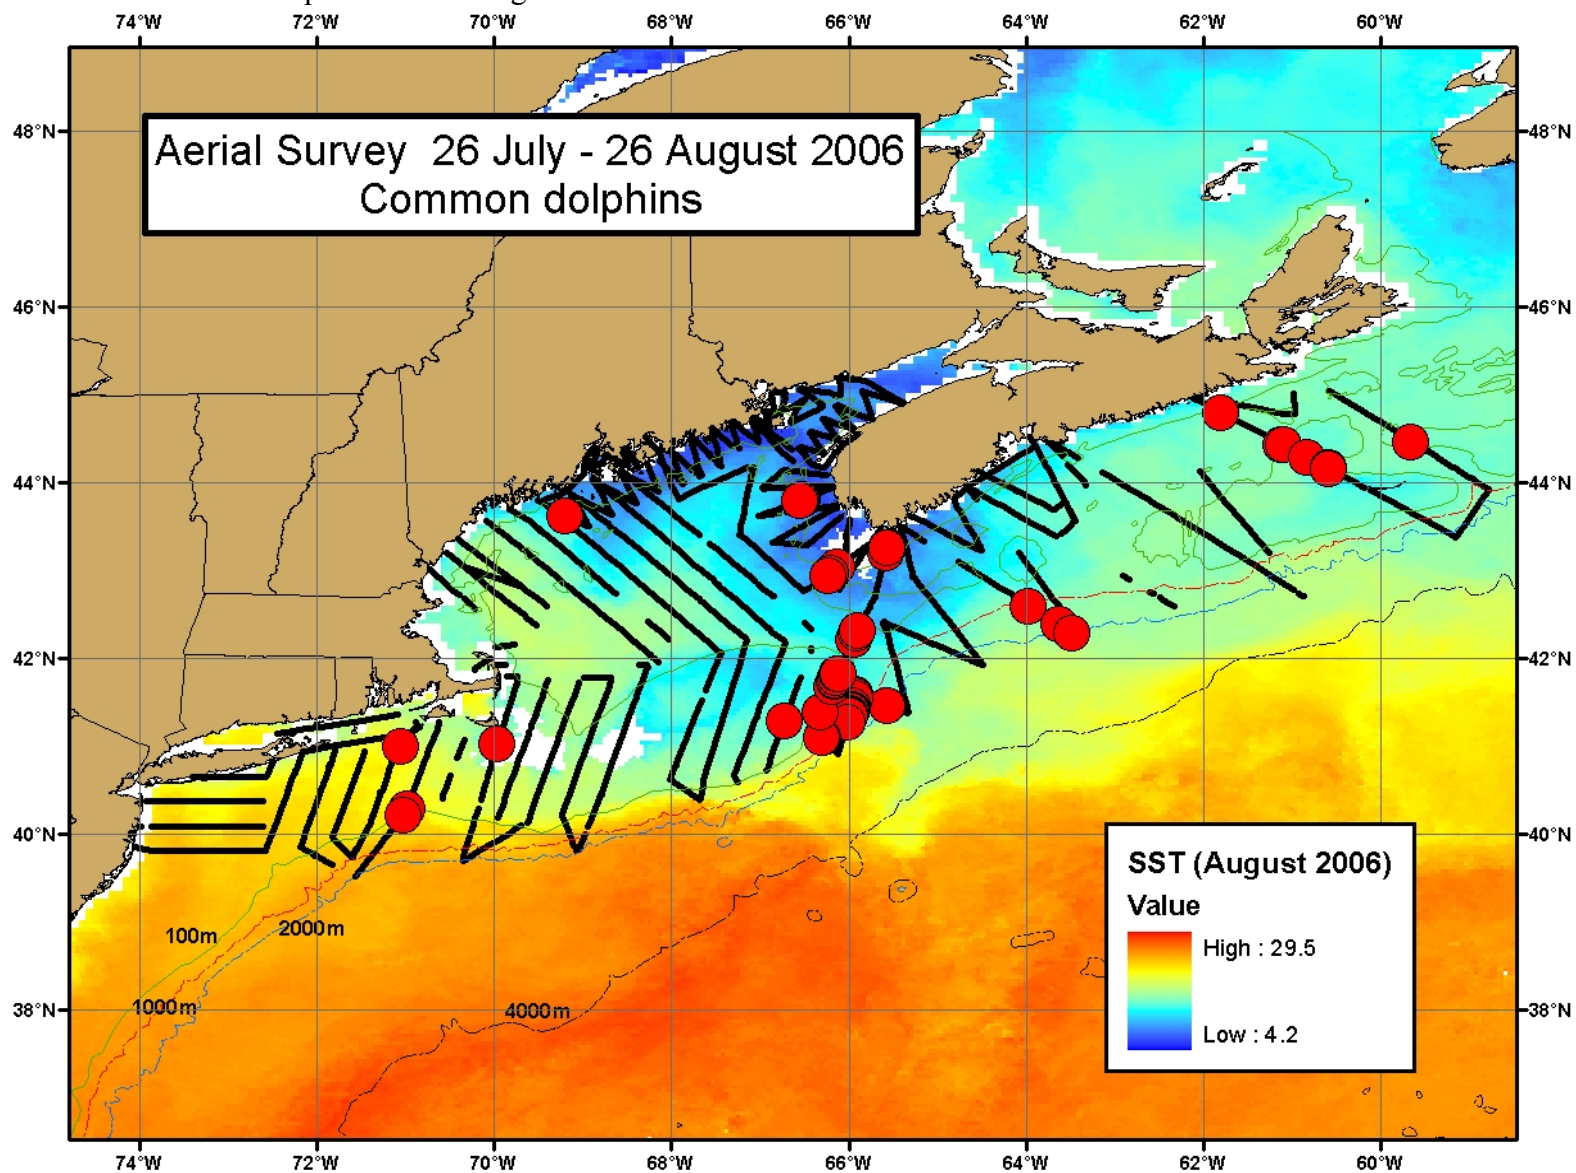 74°W 72°W 70°W 68°W 66°W 64°W 62°W 60°W
48°N 48°N
Aerial Survey 26 July - 26 August 2006
Common dolphins
46°N 46°N
44°N 44°N
42°N 42°N
40°N 40°N
SST (August 2006)
Value
High : 29.5
Low : 4.2
100m
2000m
1000m
4000m
38°N 38°N
74°W 72°W 70°W 68°W 66°W 64°W 62°W 60°W